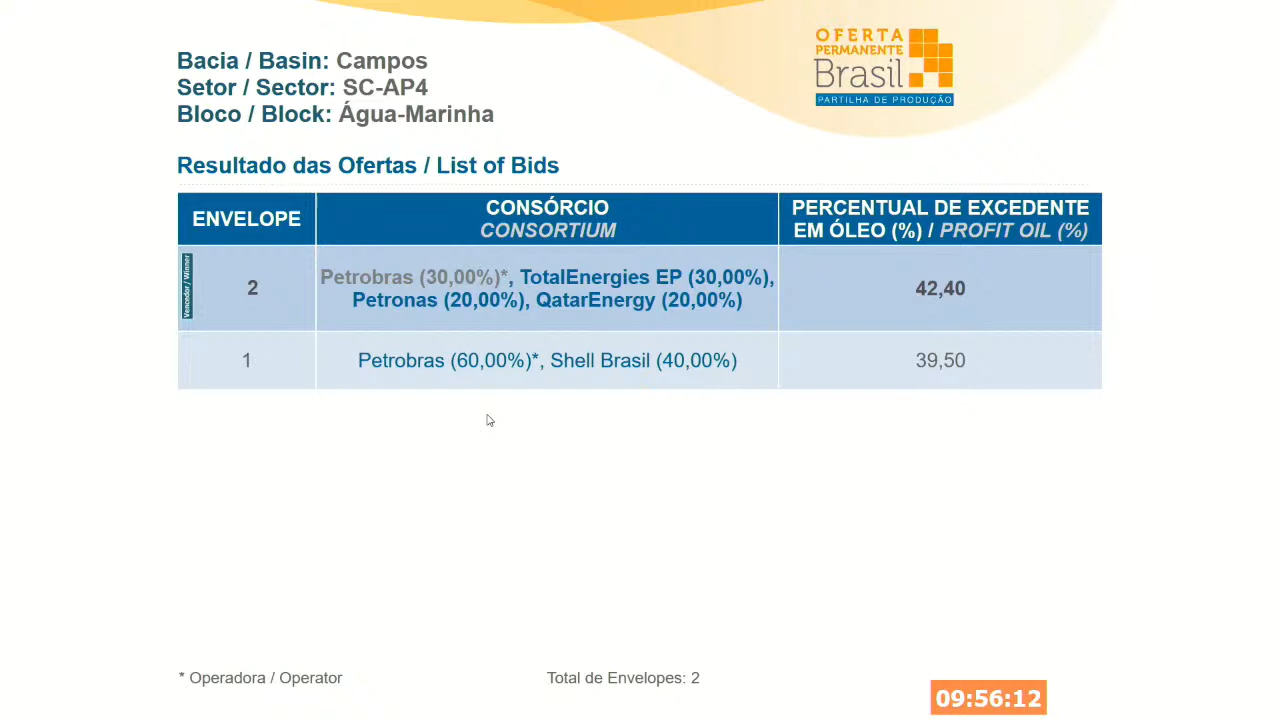 Bacia / Basin: Campos
Setor / Sector: SC-AP4
Bloco / Block: Água-Marinha
OFERTA
PERMANENTE
Brasil
PARTILHA DE PRODUÇÃO
Resultado das Ofertas / List of Bids
ENVELOPE
CONSÓRCIO
CONSORTIUM
PERCENTUAL DE EXCEDENTE
EM ÓLEO (%) / PROFIT OIL (%)
Vencedor / Winner
2
Petrobras (30,00%)*, TotalEnergies EP (30,00%),
Petronas (20,00%), QatarEnergy (20,00%)
42,40
1
Petrobras (60,00%)*, Shell Brasil (40,00%)
39,50
* Operadora / Operator
Total de Envelopes: 2
09:56:12